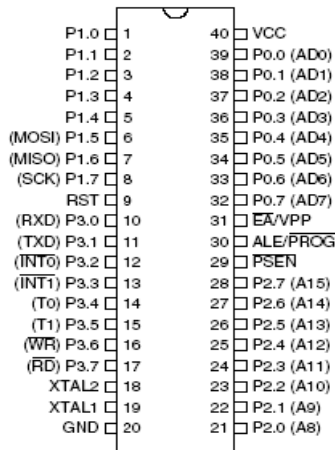 P1.0 1 40 VCC
P1.1 2 39 P0.0 (AD0)
P1.2 3 38 P0.1 (AD1)
P1.3 4 37 P0.2 (AD2)
P1.4 5 36 P0.3 (AD3)
(MOSI) P1.5 6 35 P0.4 (AD4)
(MISO) P1.6 7 34 P0.5 (AD5)
(SCK) P1.7 8 33 P0.6 (AD6)
RST 9 32 P0.7 (AD7)
(RXD) P3.0 10 31 E̅A̅/VPP
(TXD) P3.1 11 30 ALE/P̅R̅O̅G̅
(I̅N̅T̅0̅) P3.2 12 29 P̅S̅E̅N̅
(I̅N̅T̅1̅) P3.3 13 28 P2.7 (A15)
(T0) P3.4 14 27 P2.6 (A14)
(T1) P3.5 15 26 P2.5 (A13)
(W̅R̅) P3.6 16 25 P2.4 (A12)
(R̅D̅) P3.7 17 24 P2.3 (A11)
XTAL2 18 23 P2.2 (A10)
XTAL1 19 22 P2.1 (A9)
GND 20 21 P2.0 (A8)